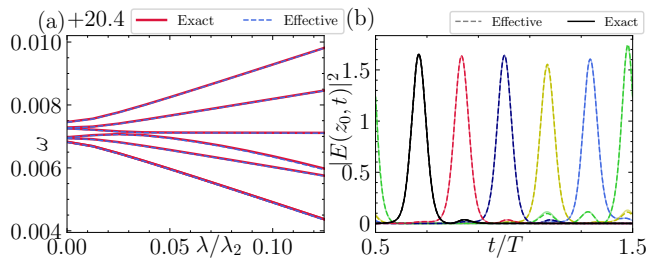 (a) +20.4 Exact Effective
(b) Effective Exact
0.010
0.008
0.006
0.004
ω
0.00 0.05 0.10
λ/λ₂
|E(z₀, t)|²
1.5
1
0.5
0
0.5 1.5
t/T